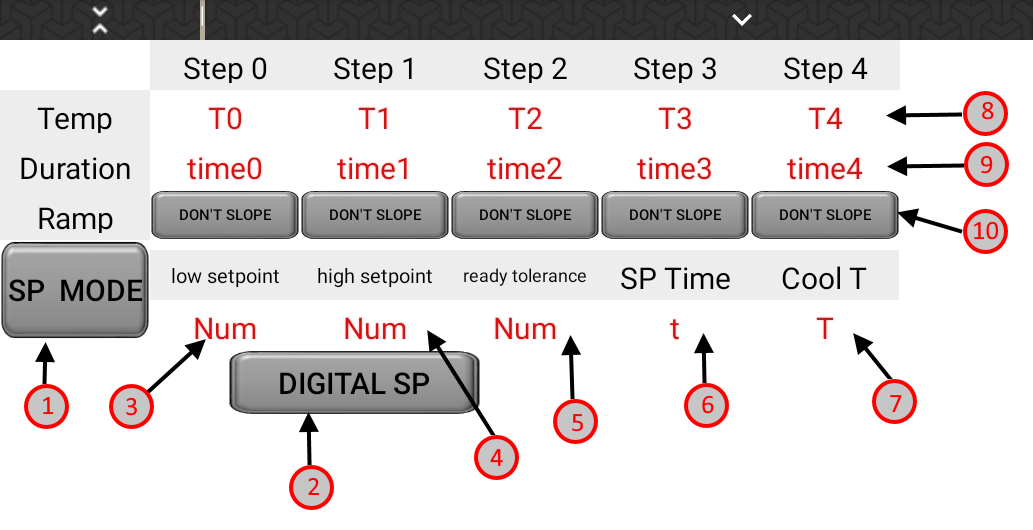 Step 0 Step 1 Step 2 Step 3 Step 4
Temp T0 T1 T2 T3 T4 8
Duration time0 time1 time2 time3 time4 9
Ramp DON'T SLOPE DON'T SLOPE DON'T SLOPE DON'T SLOPE DON'T SLOPE 10
SP MODE low setpoint high setpoint ready tolerance SP Time Cool T
Num Num Num t T
DIGITAL SP
1 3 6 7
5
4
2